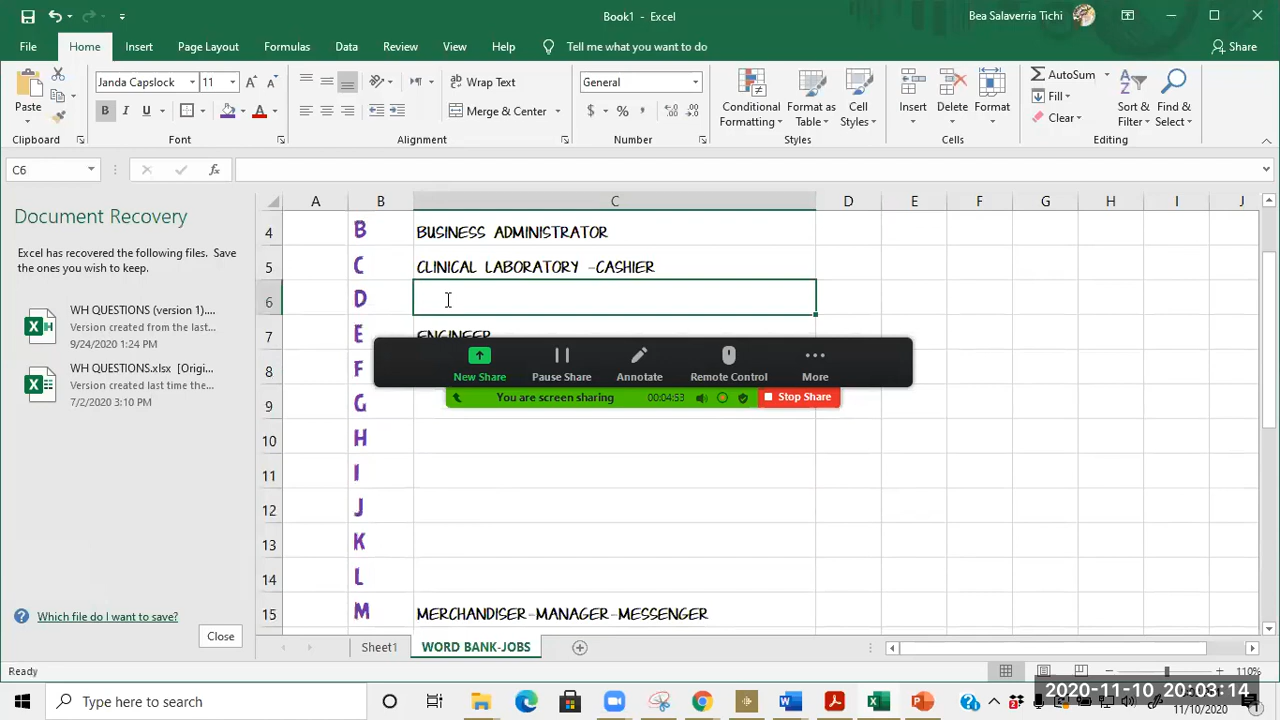 Book1 - Excel
Bea Salaverria Tichi
File Home Insert Page Layout Formulas Data Review View Help Tell me what you want to do Share
Paste
Janda Capslock 11
B I U
Wrap Text
Merge & Center
General
$ % ,
Conditional Formatting
Format as Table
Cell Styles
Insert Delete Format
AutoSum
Fill
Clear
Sort & Filter
Find & Select
Clipboard Font Alignment Number Styles Cells Editing
C6
fx
Document Recovery
Excel has recovered the following files. Save
the ones you wish to keep.
WH QUESTIONS (version 1)....
Version created from the last...
9/24/2020 1:24 PM
WH QUESTIONS.xlsx [Origi...
Version created last time the...
7/2/2020 3:10 PM
Which file do I want to save?
Close
A B C D E F G H I J
4 B BUSINESS ADMINISTRATOR
5 C CLINICAL LABORATORY -CASHIER
6 D
7 E ENGINEER
8 F
9 G
10 H
11 I
12 J
13 K
14 L
15 M MERCHANDISER-MANAGER-MESSENGER
New Share Pause Share Annotate Remote Control More
You are screen sharing 00:04:53 Stop Share
Sheet1 WORD BANK-JOBS
Ready
110%
Type here to search
2020-11-10 20:03:14
11/10/2020